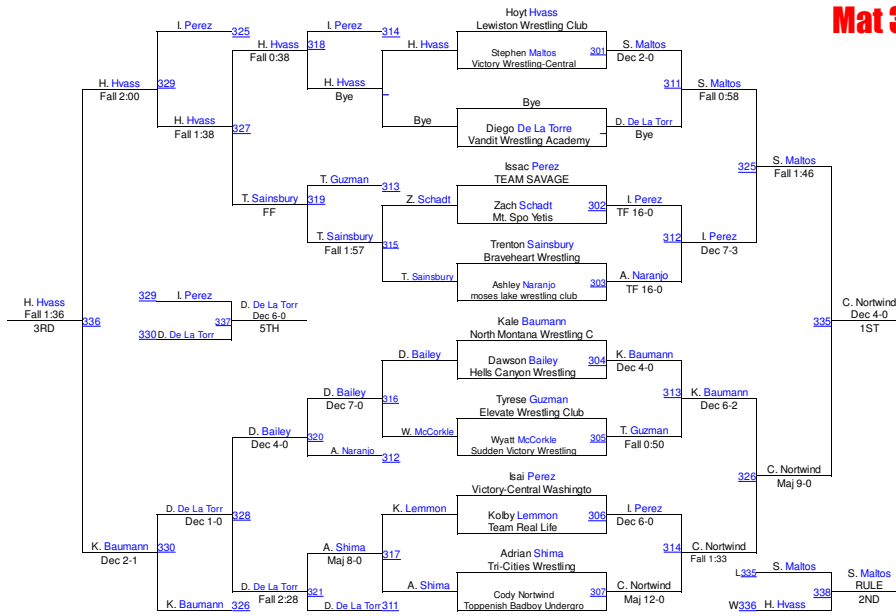 Mat 3
Hoyt Hvass
Lewiston Wrestling Club
I. Perez
325
I. Perez
314
H. Hvass
318
Fall 0:38
H. Hvass
Stephen Maltos
301
Victory Wrestling-Central
S. Maltos
Dec 2-0
H. Hvass
329
Fall 2:00
H. Hvass
Bye
311
S. Maltos
Fall 0:58
H. Hvass
327
Fall 1:38
Bye
Bye
Diego De La Torre
Vandit Wrestling Academy
D. De La Torr
Bye
325
S. Maltos
Fall 1:46
Issac Perez
TEAM SAVAGE
T. Guzman
313
T. Sainsbury
319
FF
Z. Schadt
Zach Schadt
302
Mt. Spo Yetis
I. Perez
TF 16-0
T. Sainsbury
315
Fall 1:57
312
I. Perez
Dec 7-3
Trenton Sainsbury
Braveheart Wrestling
T. Sainsbury
Ashley Naranjo
303
moses lake wrestling club
A. Naranjo
TF 16-0
H. Hvass
Fall 1:36
3RD
336
329
I. Perez
330
D. De La Torr
337
D. De La Torr
Dec 6-0
5TH
335
C. Nortwind
Dec 4-0
1ST
Kale Baumann
North Montana Wrestling C
D. Bailey
Dawson Bailey
304
Hells Canyon Wrestling
K. Baumann
Dec 4-0
D. Bailey
316
Dec 7-0
313
K. Baumann
Dec 6-2
Tyrese Guzman
Elevate Wrestling Club
D. Bailey
320
Dec 4-0
W. McCorkle
Wyatt McCorkle
305
Sudden Victory Wrestling
T. Guzman
Fall 0:50
A. Naranjo
312
326
C. Nortwind
Maj 9-0
Isai Perez
Victory-Central Washingto
D. De La Torr
328
Dec 1-0
K. Lemmon
Kolby Lemmon
306
Team Real Life
I. Perez
Dec 6-0
K. Baumann
330
Dec 2-1
A. Shima
317
Maj 8-0
314
C. Nortwind
Fall 1:33
Adrian Shima
Tri-Cities Wrestling
D. De La Torr
321
Fall 2:28
A. Shima
Cody Nortwind
307
Toppenish Badboy Undergro
C. Nortwind
Maj 12-0
K. Baumann
326
D. De La Torr
311
L335
S. Maltos
W336
H. Hvass
338
S. Maltos
RULE
2ND